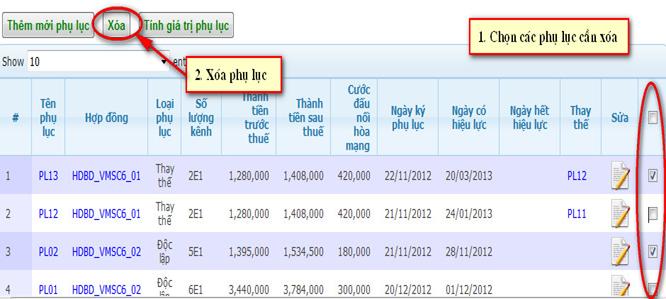 Thêm mới phụ lục Xóa Tính giá trị phụ lục
1. Chọn các phụ lục cần xóa
Show 10 ent
2. Xóa phụ lục
# Tên phụ lục Hợp đồng Loại phụ lục Số lượng kênh Thành tiền trước thuế Thành tiền sau thuế Cước đấu nối hòa mạng Ngày ký phụ lục Ngày có hiệu lực Ngày hết hiệu lực Thay thế Sửa
1 PL13 HDBD_VMSC6_01 Thay thế 2E1 1,280,000 1,408,000 420,000 22/11/2012 20/03/2013 PL12
2 PL12 HDBD_VMSC6_01 Thay thế 2E1 1,280,000 1,408,000 420,000 21/11/2012 24/01/2013 PL11
3 PL02 HDBD_VMSC6_02 Độc lập 5E1 1,395,000 1,534,500 180,000 21/11/2012 28/11/2012
4 PL01 HDBD_VMSC6_02 Độc lập 6E1 3,440,000 3,784,000 300,000 20/12/2012 01/12/2012